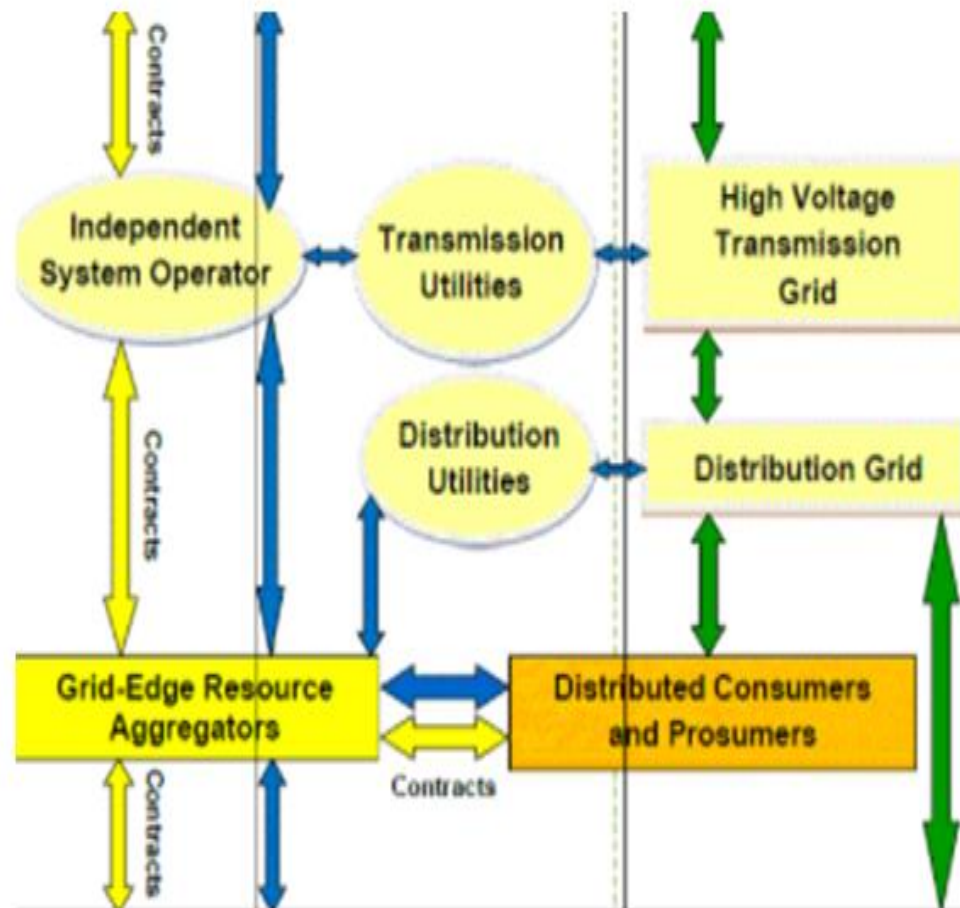 Contracts
Independent
System Operator
Transmission
Utilities
High Voltage
Transmission
Grid
Contracts
Distribution
Utilities
Distribution Grid
Grid-Edge Resource
Aggregators
Distributed Consumers
and Prosumers
Contracts
Contracts